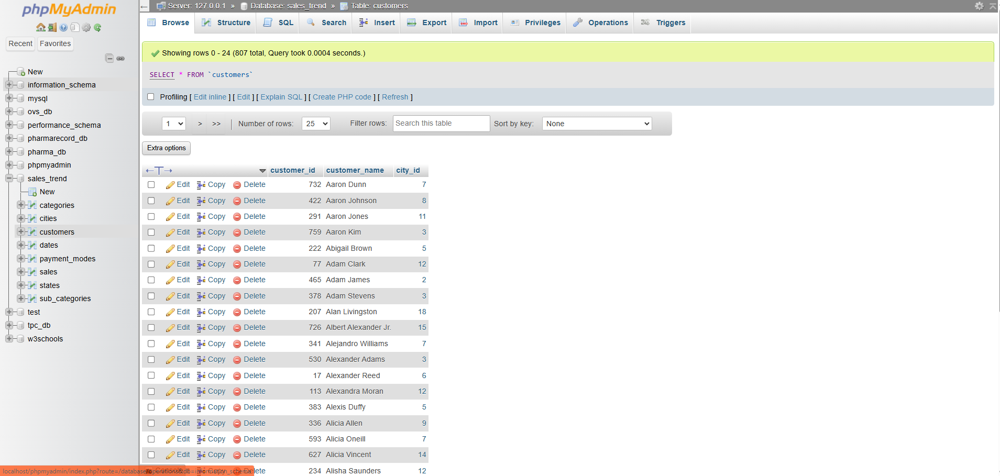 phpMyAdmin
Recent Favorites
New
information_schema
mysql
ovs_db
performance_schema
pharmarecord_db
pharma_db
phpmyadmin
sales_trend
New
categories
cities
customers
dates
payment_modes
sales
states
sub_categories
test
tpc_db
w3schools
Server: 127.0.0.1 » Database: sales_trend » Table: customers
Browse Structure SQL Search Insert Export Import Privileges Operations Triggers
Showing rows 0 - 24 (807 total, Query took 0.0004 seconds.)
SELECT * FROM `customers`
Profiling [ Edit inline ] [ Edit ] [ Explain SQL ] [ Create PHP code ] [ Refresh ]
1 > >> | Number of rows: 25 Filter rows: Search this table Sort by key: None
Extra options
←T→ customer_id customer_name city_id
Edit Copy Delete 732 Aaron Dunn 7
Edit Copy Delete 422 Aaron Johnson 8
Edit Copy Delete 291 Aaron Jones 11
Edit Copy Delete 759 Aaron Kim 3
Edit Copy Delete 222 Abigail Brown 5
Edit Copy Delete 77 Adam Clark 12
Edit Copy Delete 465 Adam James 2
Edit Copy Delete 378 Adam Stevens 3
Edit Copy Delete 207 Alan Livingston 18
Edit Copy Delete 726 Albert Alexander Jr. 15
Edit Copy Delete 341 Alejandro Williams 7
Edit Copy Delete 530 Alexander Adams 3
Edit Copy Delete 17 Alexander Reed 6
Edit Copy Delete 113 Alexandra Moran 12
Edit Copy Delete 383 Alexis Duffy 5
Edit Copy Delete 336 Alicia Allen 9
Edit Copy Delete 593 Alicia Oneill 7
Edit Copy Delete 627 Alicia Vincent 14
Console Copy Delete 234 Alisha Saunders 12
localhost/phpmyadmin/index.php?route=/database/operations&db=information_schema